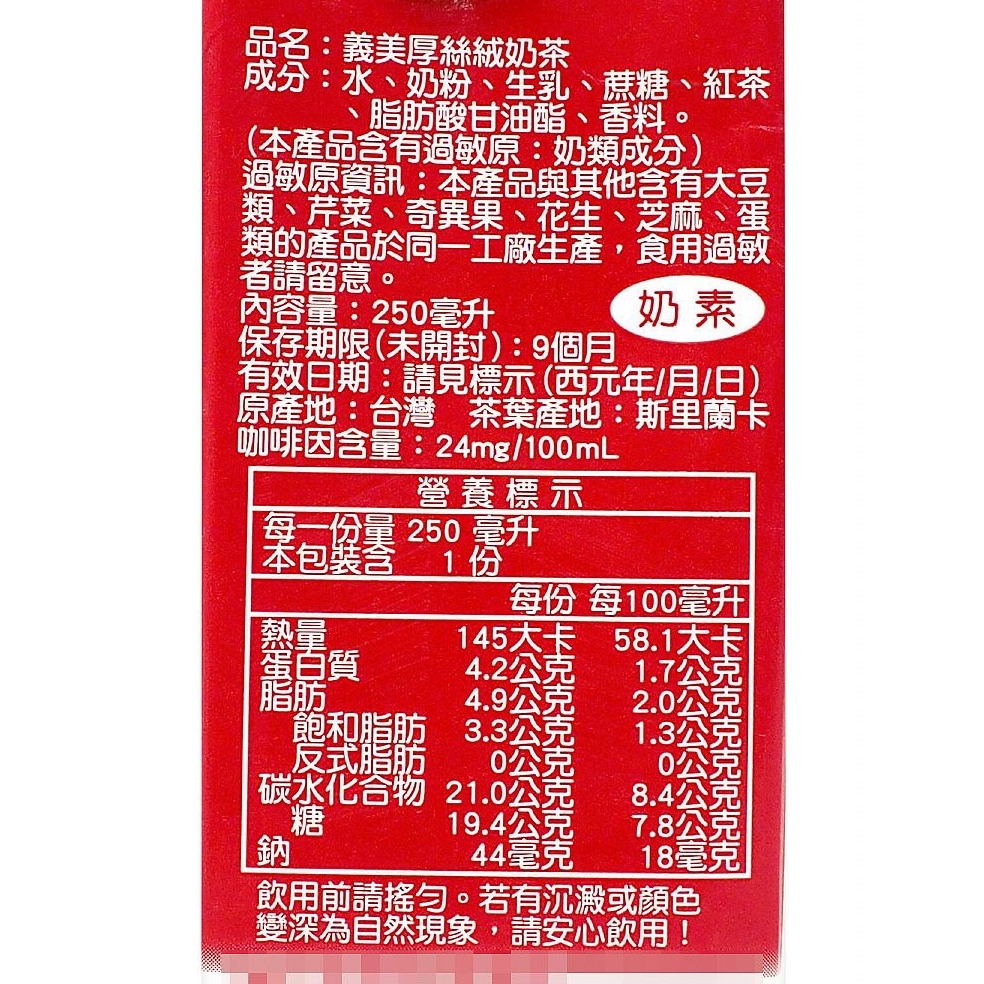 品名：義美厚絲絨奶茶
成分：水、奶粉、生乳、蔗糖、紅茶
、脂肪酸甘油酯、香料。
(本產品含有過敏原：奶類成分)
過敏原資訊：本產品與其他含有大豆
類、芹菜、奇異果、花生、芝麻、蛋
類的產品於同一工廠生產，食用過敏
者請留意。
內容量：250毫升
奶素
保存期限(未開封)：9個月
有效日期：請見標示(西元年/月/日)
原產地：台灣 茶葉產地：斯里蘭卡
咖啡因含量：24mg/100mL
營養標示
每一份量 250 毫升
本包裝含 1 份
每份 每100毫升
熱量 145大卡 58.1大卡
蛋白質 4.2公克 1.7公克
脂肪 4.9公克 2.0公克
飽和脂肪 3.3公克 1.3公克
反式脂肪 0公克 0公克
碳水化合物 21.0公克 8.4公克
糖 19.4公克 7.8公克
鈉 44毫克 18毫克
飲用前請搖勻。若有沉澱或顏色
變深為自然現象，請安心飲用！